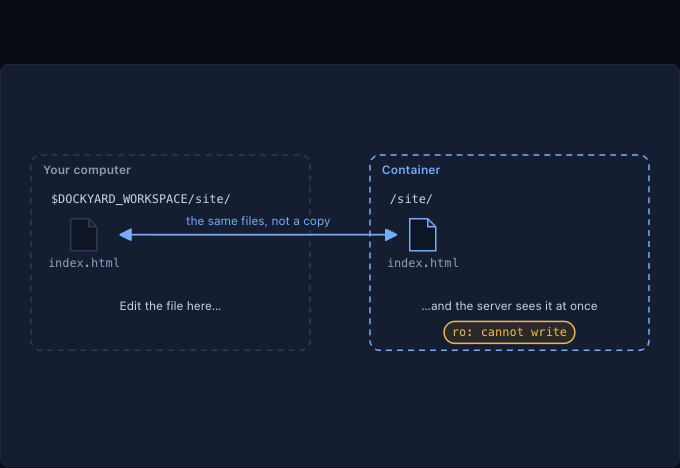 Your computer
$DOCKYARD_WORKSPACE/site/
index.html
Edit the file here...
the same files, not a copy
Container
/site/
index.html
...and the server sees it at once
ro: cannot write